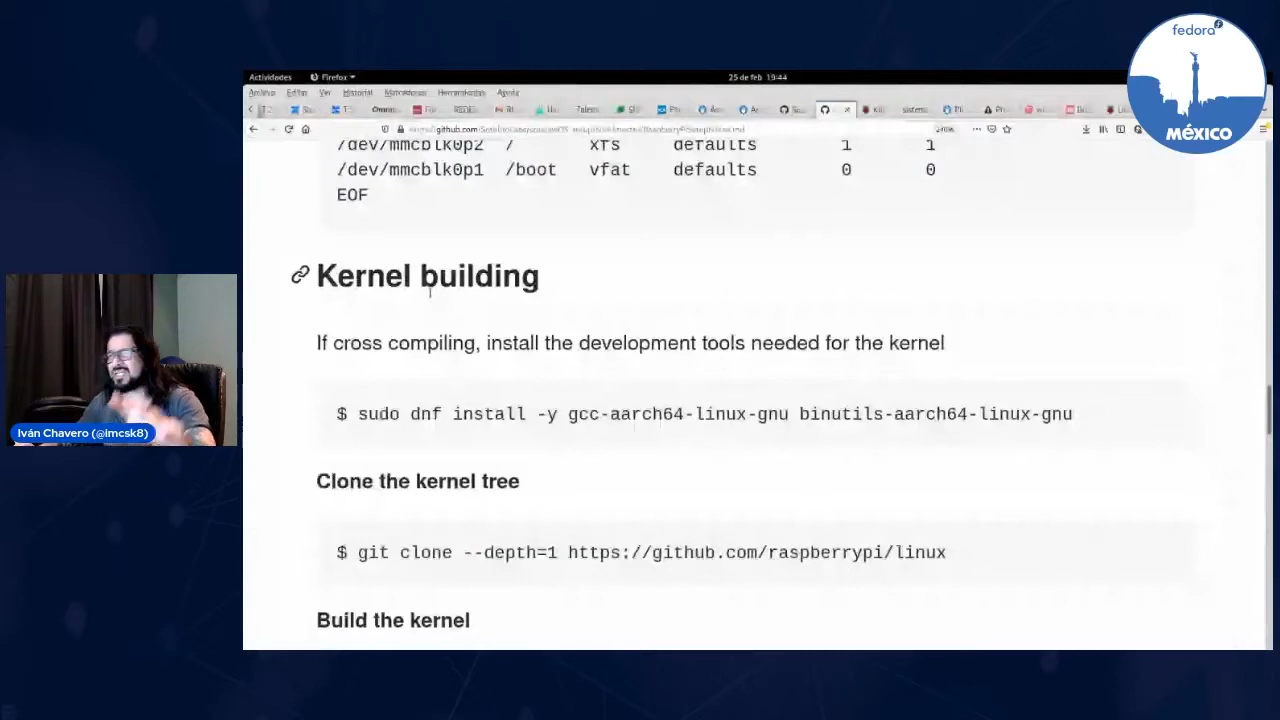 fedora
MÉXICO
Actividades Firefox
25 de feb 19:44
Archivo Editar Ver Historial Marcadores Herramientas Ayuda
/dev/mmcblk0p2 / xfs defaults 1 1
/dev/mmcblk0p1 /boot vfat defaults 0 0
EOF
Kernel building
If cross compiling, install the development tools needed for the kernel
$ sudo dnf install -y gcc-aarch64-linux-gnu binutils-aarch64-linux-gnu
Clone the kernel tree
$ git clone --depth=1 https://github.com/raspberrypi/linux
Build the kernel
Iván Chavero (@imcsk8)